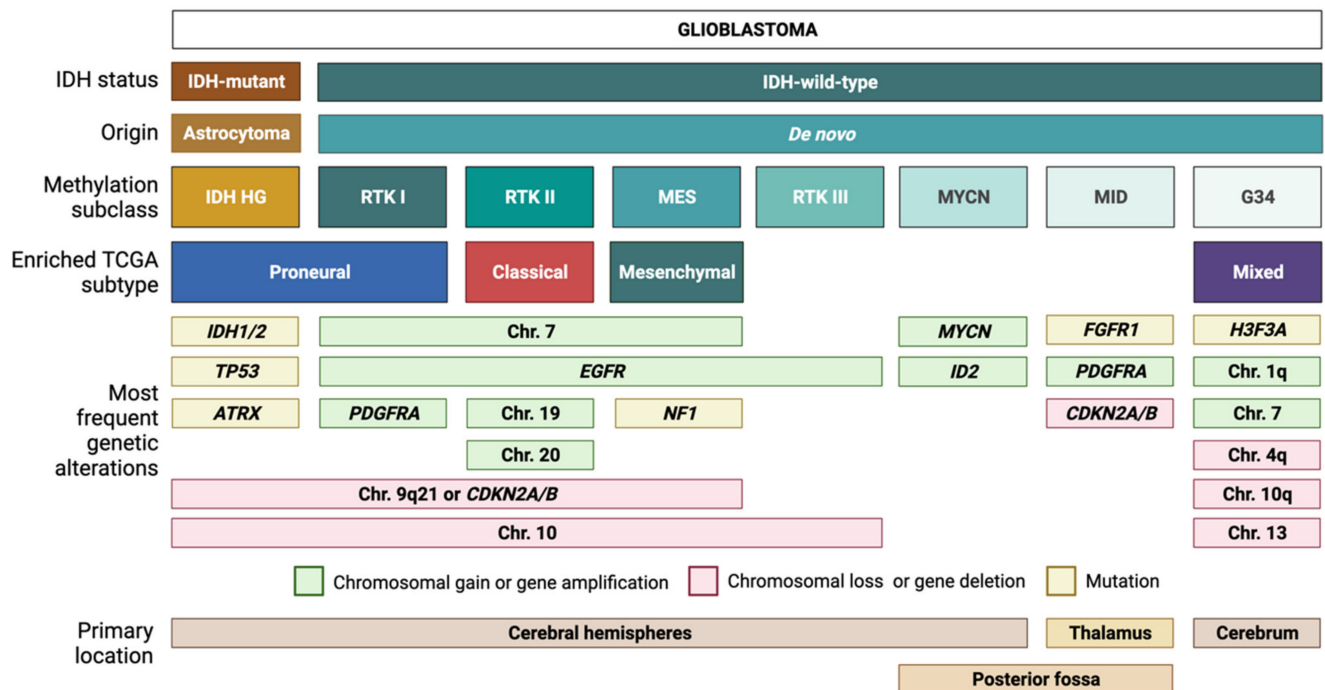 GLIOBLASTOMA
IDH status
IDH-mutant
IDH-wild-type
Origin
Astrocytoma
De novo
Methylation
subclass
IDH HG
RTK I
RTK II
MES
RTK III
MYCN
MID
G34
Enriched TCGA
subtype
Proneural
Classical
Mesenchymal
Mixed
Most
frequent
genetic
alterations
IDH1/2
Chr. 7
MYCN
FGFR1
H3F3A
TP53
EGFR
ID2
PDGFRA
Chr. 1q
ATRX
PDGFRA
Chr. 19
NF1
CDKN2A/B
Chr. 7
Chr. 20
Chr. 4q
Chr. 9q21 or CDKN2A/B
Chr. 10q
Chr. 10
Chr. 13
Chromosomal gain or gene amplification
Chromosomal loss or gene deletion
Mutation
Primary
location
Cerebral hemispheres
Thalamus
Cerebrum
Posterior fossa